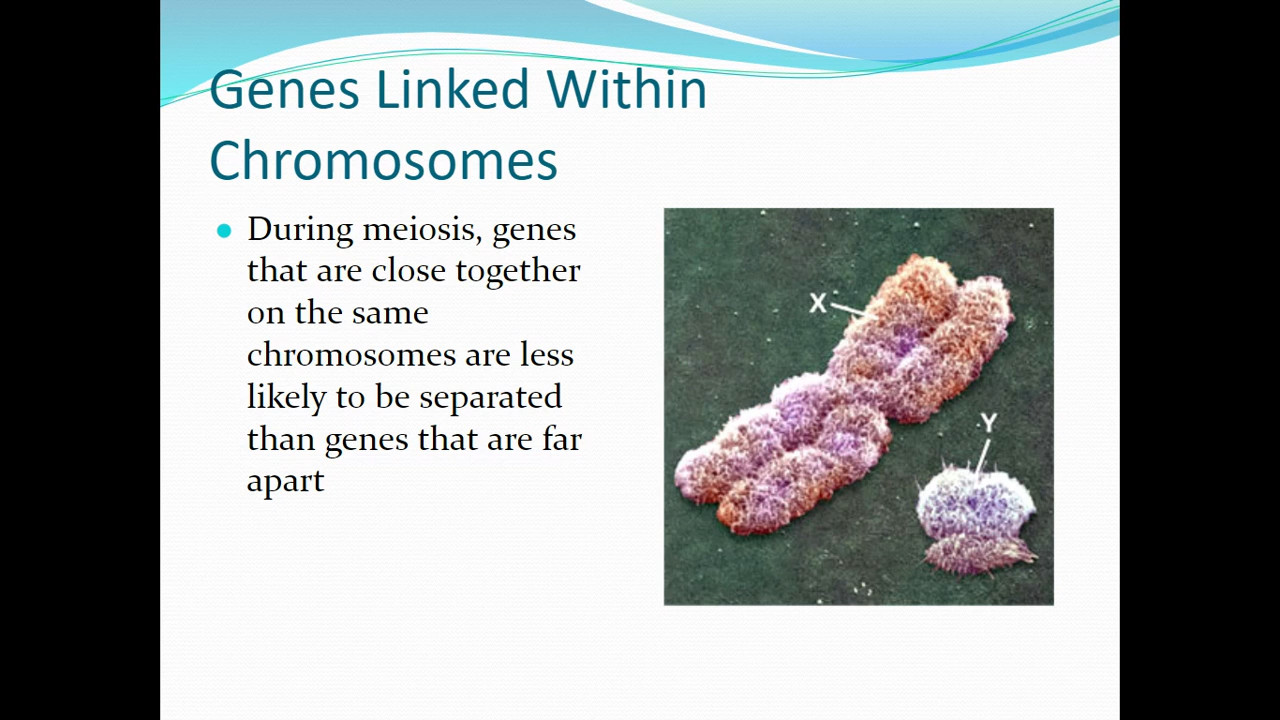 Genes Linked Within
Chromosomes
During meiosis, genes
that are close together
on the same
chromosomes are less
likely to be separated
than genes that are far
apart
X
Y